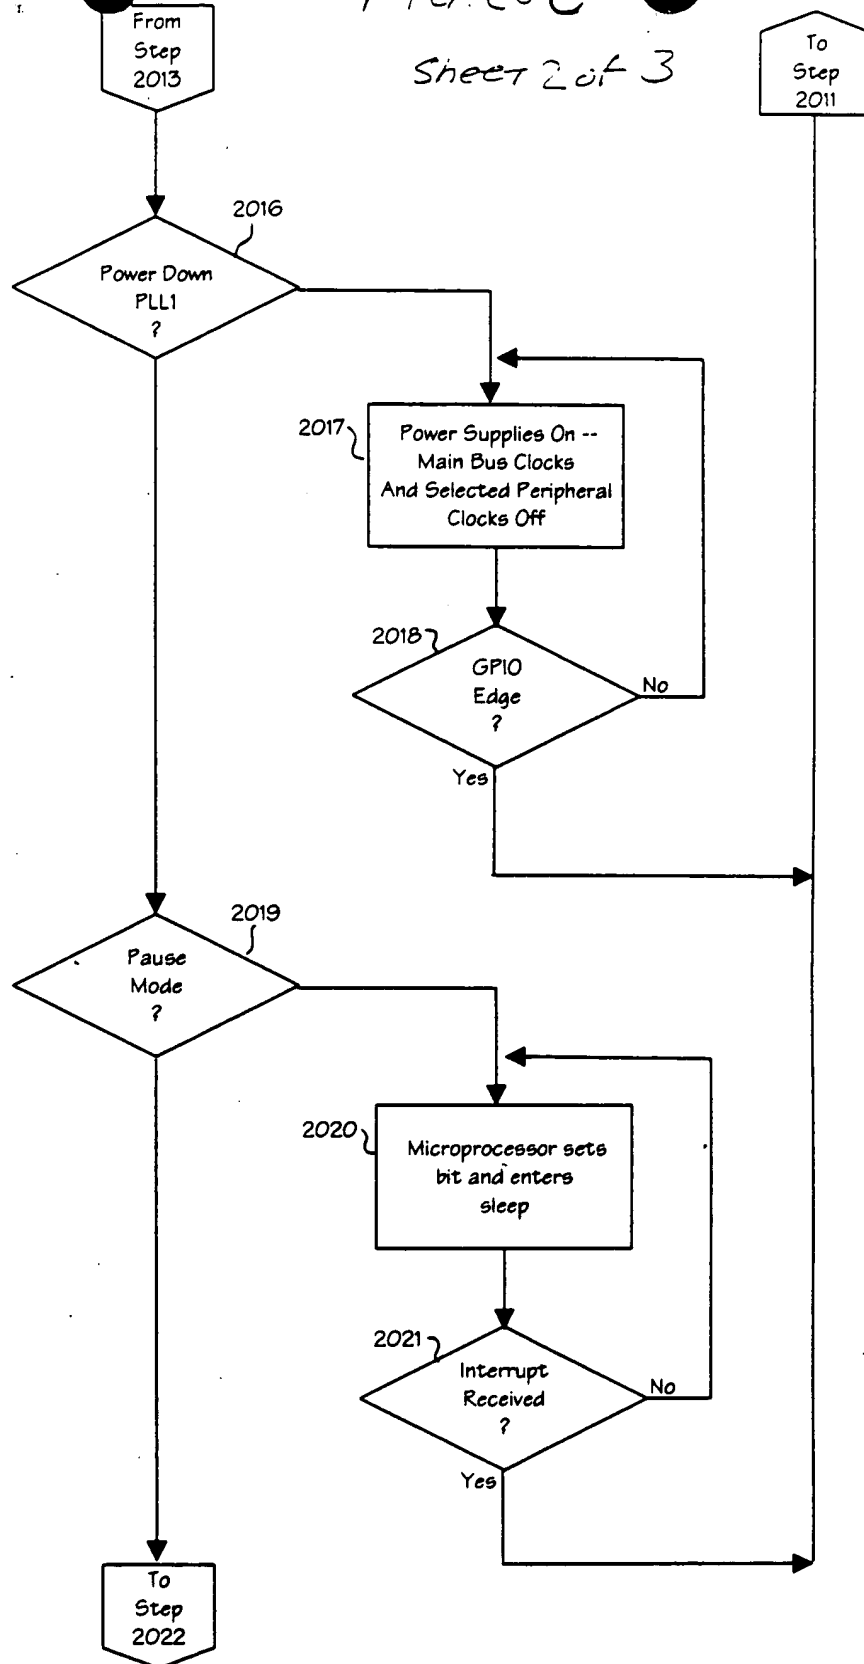 From
Step
2013
Sheet 2 of 3
To
Step
2011
2016
Power Down
PLL1
?
2017
Power Supplies On --
Main Bus Clocks
And Selected Peripheral
Clocks Off
2018
GPIO
Edge
?
No
Yes
2019
Pause
Mode
?
2020
Microprocessor sets
bit and enters
sleep
2021
Interrupt
Received
?
No
Yes
To
Step
2022